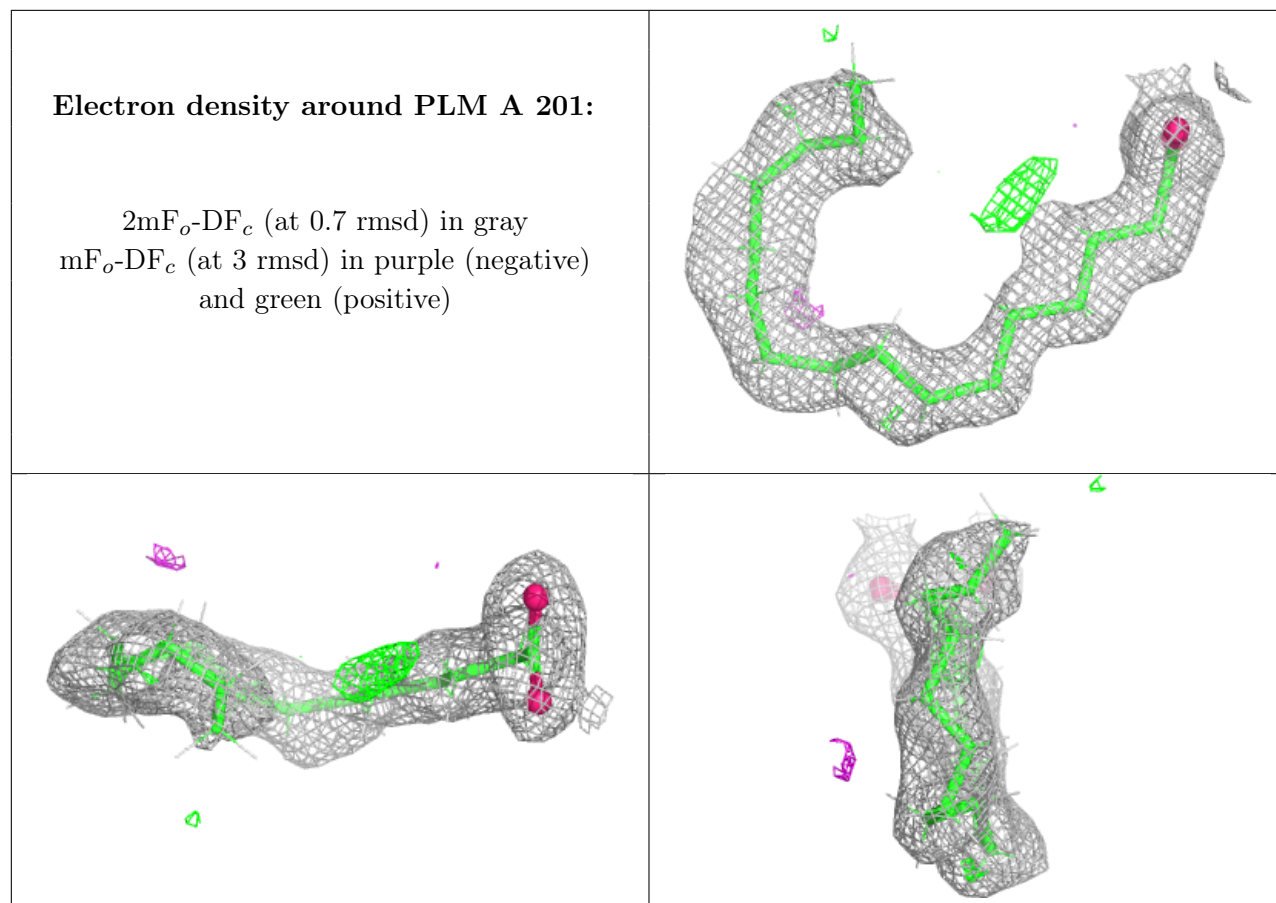 Electron density around PLM A 201:
2mFo-DFc (at 0.7 rmsd) in gray
mFo-DFc (at 3 rmsd) in purple (negative)
and green (positive)